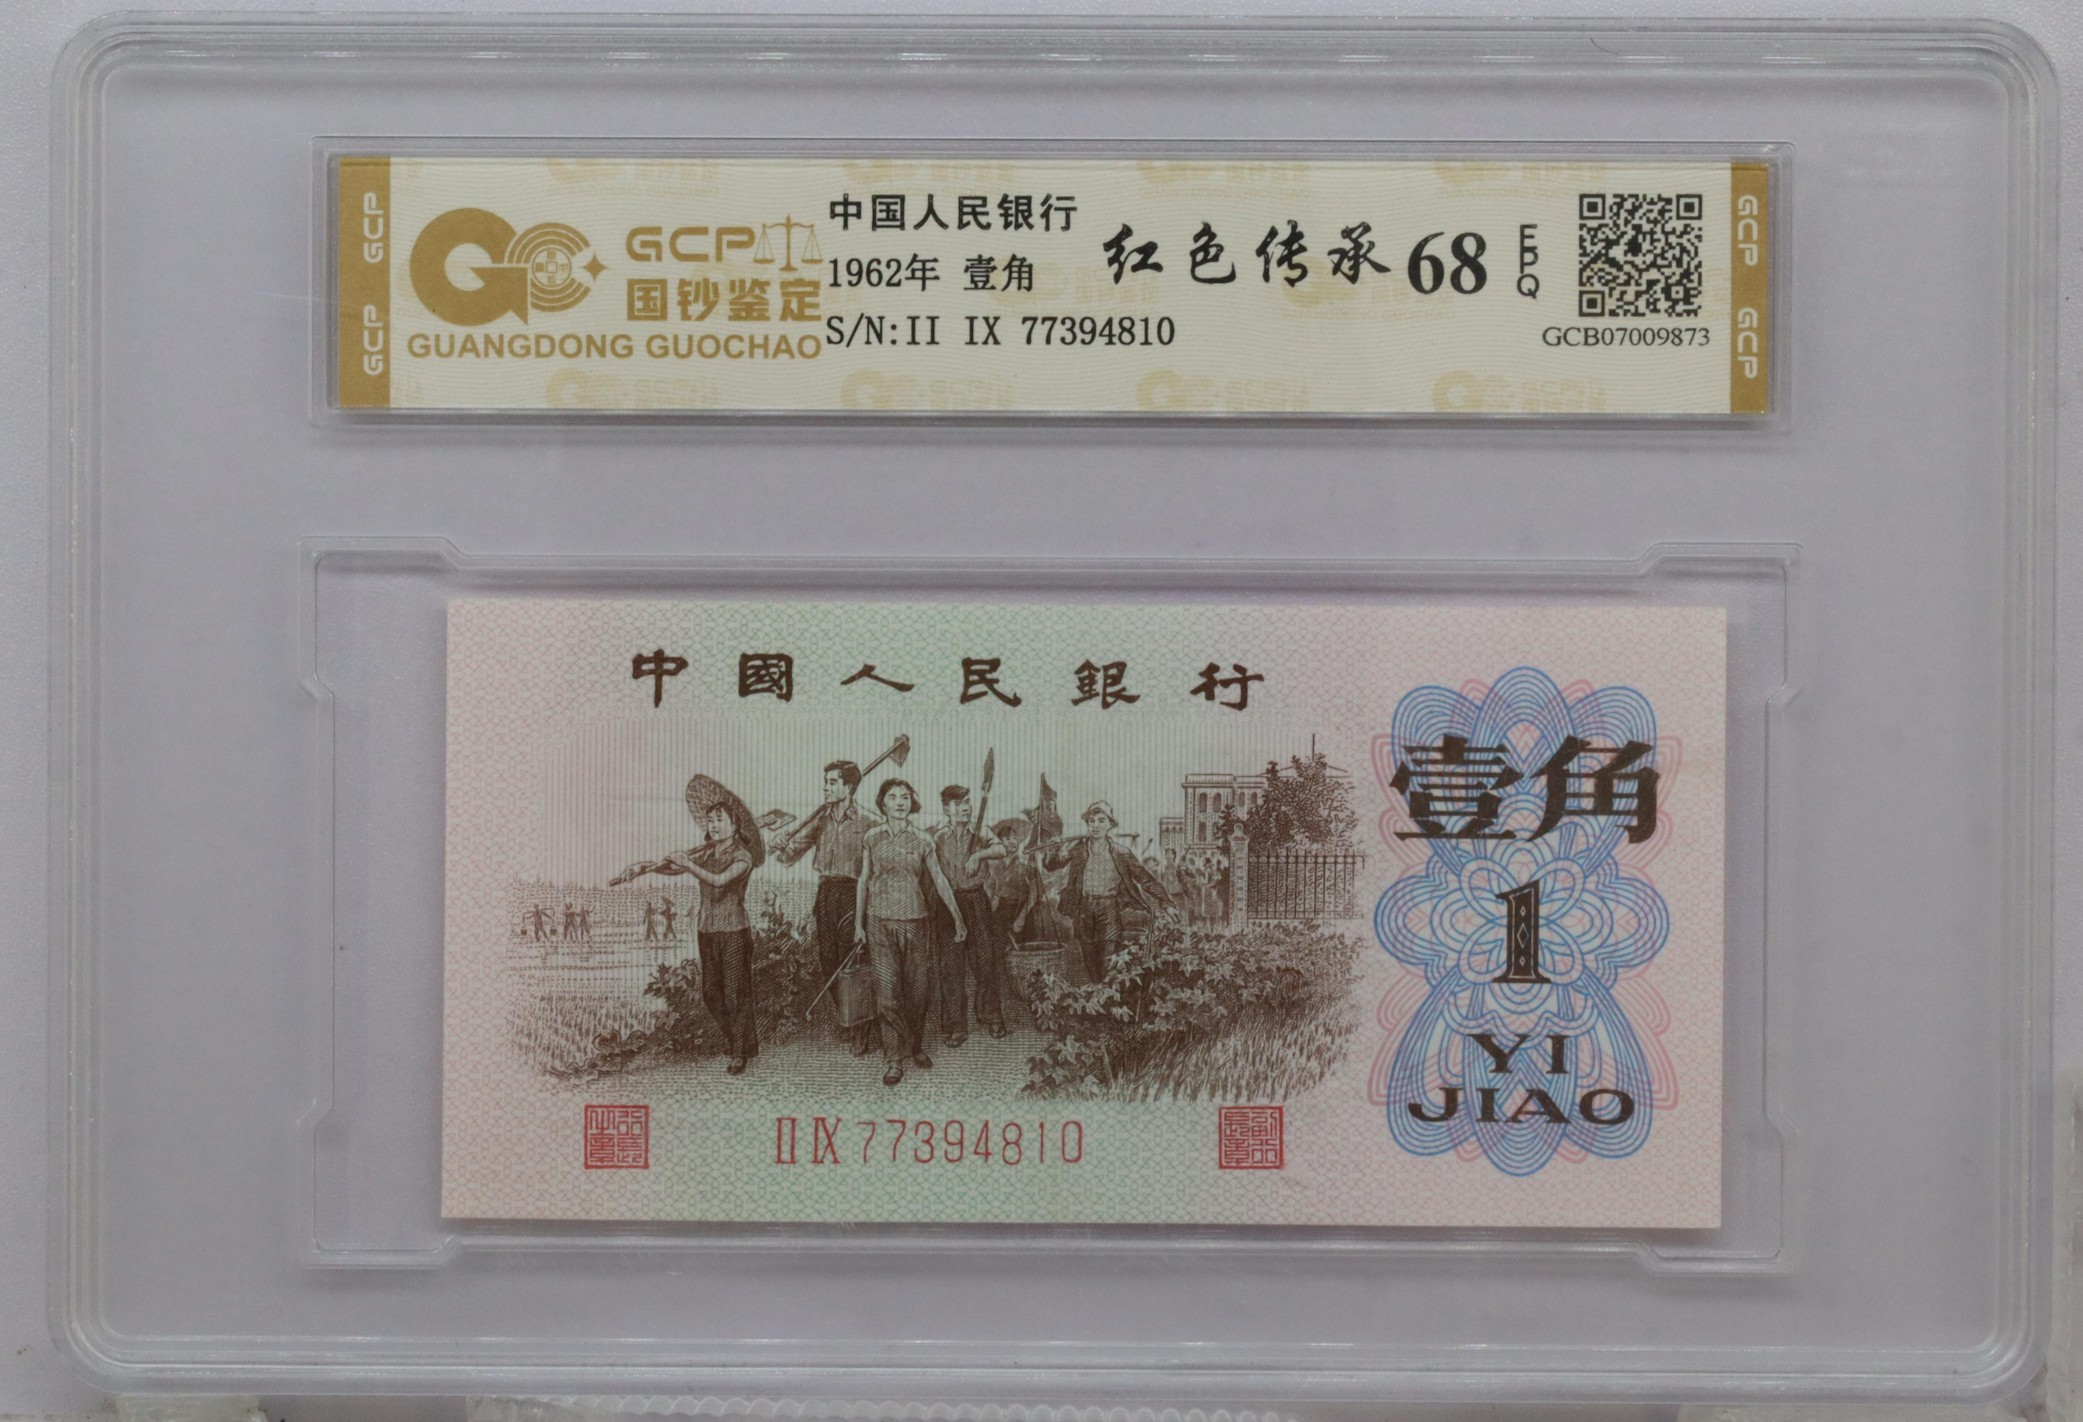 GCP
GCP
GCP
国钞鉴定
GUANGDONG GUOCHAO
中国人民银行
1962年 壹角
S/N:II IX 77394810
红色传承 68 EPQ
GCB07009873
GCP
GCP
中國人民銀行
壹角
1
YI
JIAO
II IX 77394810